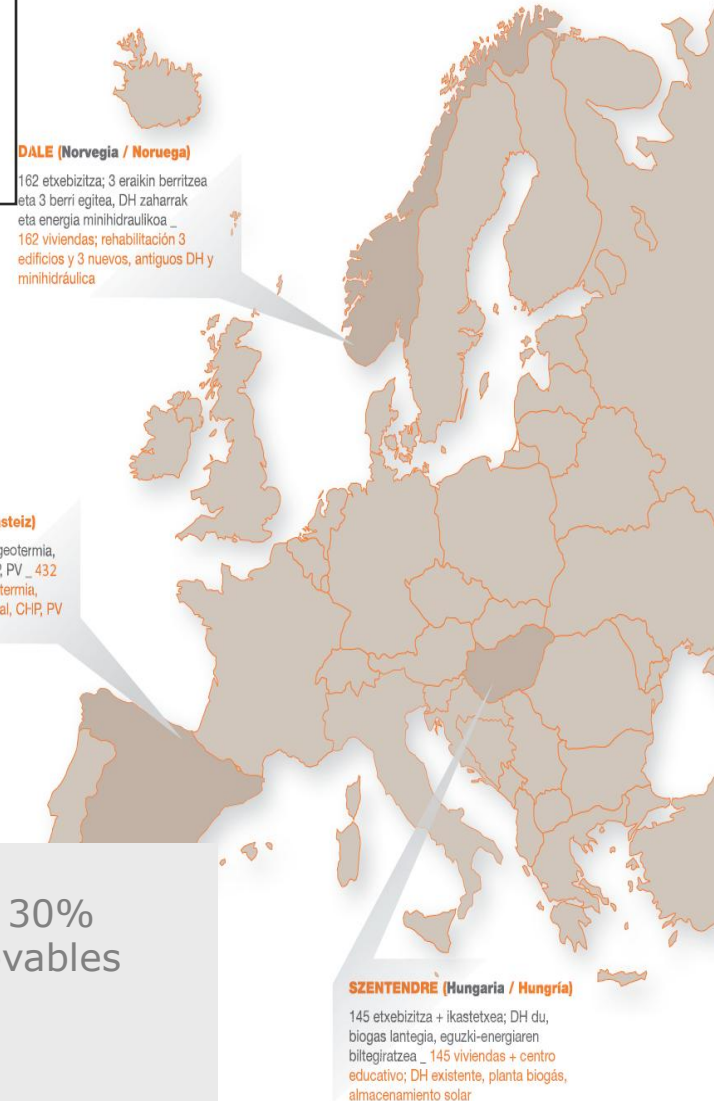 DALE (Norvegia / Noruega)
162 etxebizitza; 3 eraikin berritzea
eta 3 berri egitea, DH zaharrak
eta energia minihidraulikoa _
162 viviendas; rehabilitación 3
edificios y 3 nuevos, antiguos DH y
minihidráulica
steiz)
geotermia,
PV _ 432
termia,
al, CHP, PV
30%
vables
SZENTENDRE (Hungaria / Hungría)
145 etxebizitza + ikastetxea; DH du,
biogas lantegia, eguzki-energiaren
biltegiratzea _ 145 viviendas + centro
educativo; DH existente, planta biogás,
almacenamiento solar